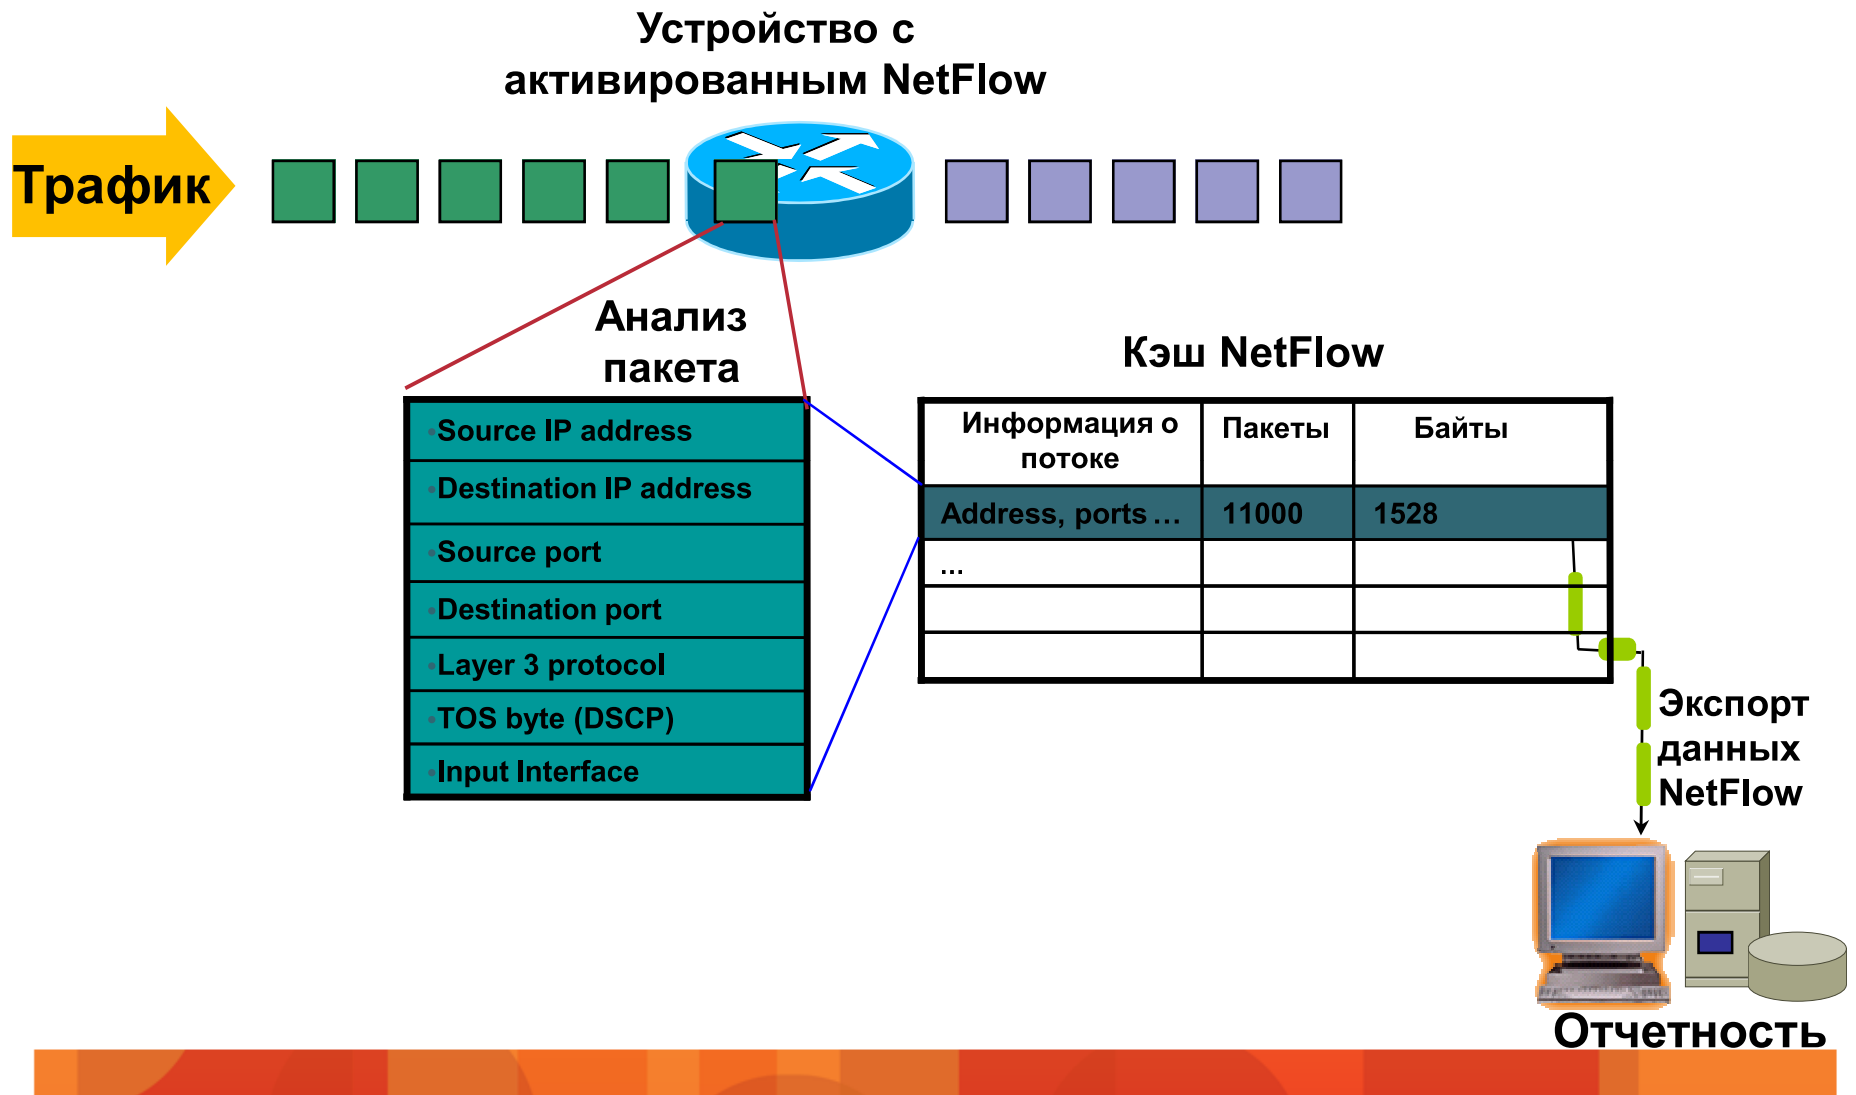 Устройство с
активированным NetFlow
Трафик
Анализ
пакета
•Source IP address
•Destination IP address
•Source port
•Destination port
•Layer 3 protocol
•TOS byte (DSCP)
•Input Interface
Кэш NetFlow
Информация о
потоке
Пакеты
Байты
Address, ports ...
11000
1528
...
Экспорт
данных
NetFlow
Отчетность